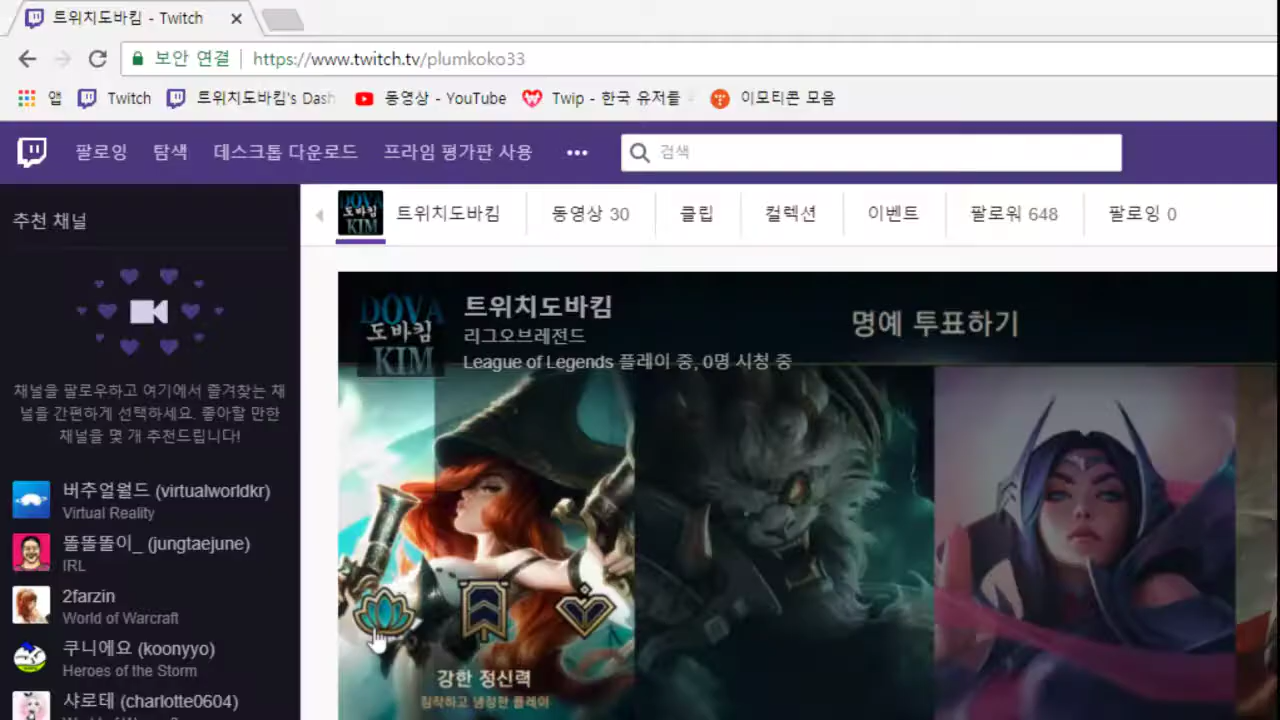 트위치도바킴 - Twitch
보안 연결 https://www.twitch.tv/plumkoko33
앱 Twitch 트위치도바킴's Dash 동영상 - YouTube Twip - 한국 유저를 이모티콘 모음
팔로잉 탐색 데스크톱 다운로드 프라임 평가판 사용 ••• 검색
추천 채널
DOVA 도바킴 KIM 트위치도바킴 동영상 30 클립 컬렉션 이벤트 팔로워 648 팔로잉 0
DOVA
도바킴
KIM
트위치도바킴
리그오브레전드
League of Legends 플레이 중, 0명 시청 중
명예 투표하기
채널을 팔로우하고 여기에서 즐겨찾는 채
널을 간편하게 선택하세요. 좋아할 만한
채널을 몇 개 추천드립니다!
버추얼월드 (virtualworldkr)
Virtual Reality
똘똘똘이_ (jungtaejune)
IRL
2farzin
World of Warcraft
쿠니에요 (koonyyo)
Heroes of the Storm
샤로테 (charlotte0604)
World of Warcraft
강한 정신력
침착하고 냉정한 플레이